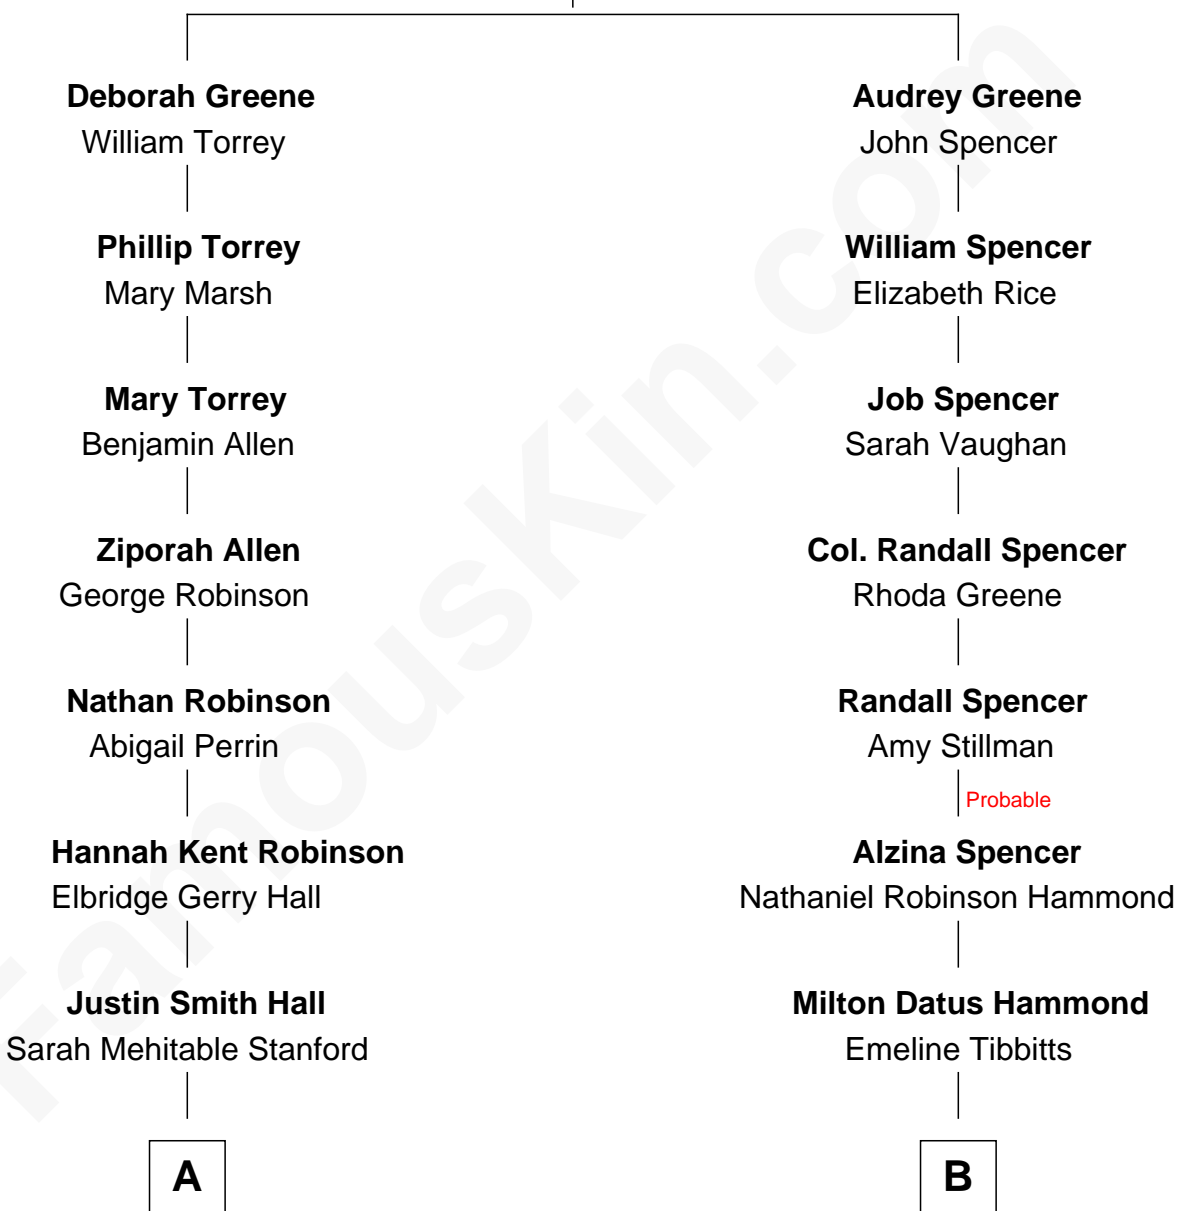 Deborah Greene
William Torrey
Phillip Torrey
Mary Marsh
Mary Torrey
Benjamin Allen
Ziporah Allen
George Robinson
Nathan Robinson
Abigail Perrin
Hannah Kent Robinson
Elbridge Gerry Hall
Justin Smith Hall
Sarah Mehitable Stanford
A
Audrey Greene
John Spencer
William Spencer
Elizabeth Rice
Job Spencer
Sarah Vaughan
Col. Randall Spencer
Rhoda Greene
Randall Spencer
Amy Stillman
Probable
Alzina Spencer
Nathaniel Robinson Hammond
Milton Datus Hammond
Emeline Tibbitts
B
FamousKin.com